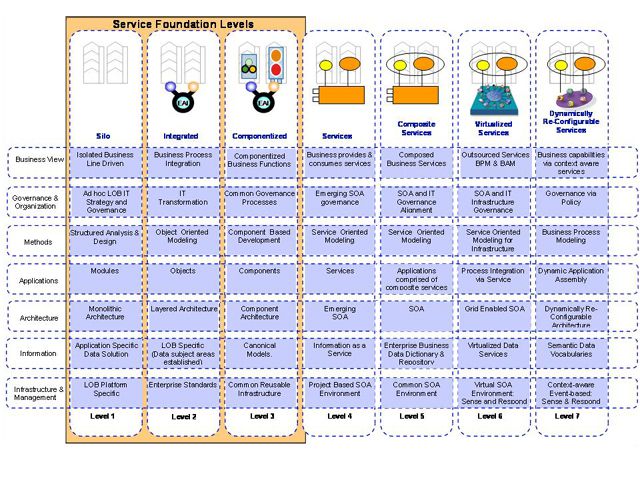 Service Foundation Levels
EAI
EAI
Silo
Integrated
Componentized
Services
Composite
Services
Virtualized
Services
Dynamically
Re-Configurable
Services
Business View
Isolated Business
Line Driven
Business Process
Integration
Componentized
Business Functions
Business provides &
consumes services
Composed
Business Services
Outsourced Services
BPM & BAM
Business capabilities
via context aware
services
Governance &
Organization
Ad hoc LOB IT
Strategy and
Governance
IT
Transformation
Common Governance
Processes
Emerging SOA
governance
SOA and IT
Governance
Alignment
SOA and IT
Infrastructure
Governance
Governance via
Policy
Methods
Structured Analysis &
Design
Object Oriented
Modeling
Component Based
Development
Service Oriented
Modeling
Service Oriented
Modeling
Service Oriented
Modeling for
Infrastructure
Business Process
Modeling
Applications
Modules
Objects
Components
Services
Applications
comprised of
composite services
Process Integration
via Service
Dynamic Application
Assembly
Architecture
Monolithic
Architecture
Layered Architecture
Component
Architecture
Emerging
SOA
SOA
Grid Enabled SOA
Dynamically Re-
Configurable
Architecture
Information
Application Specific
Data Solution
LOB Specific
(Data subject areas
established)
Canonical
Models.
Information as a
Service
Enterprise Business
Data Dictionary &
Repository
Virtualized Data
Services
Semantic Data
Vocabularies
Infrastructure &
Management
LOB Platform
Specific
Enterprise Standards
Common Reusable
Infrastructure
Project Based SOA
Environment
Common SOA
Environment
Virtual SOA
Environment:
Sense and Respond
Context-aware
Event-based:
Sense & Respond
Level 1
Level 2
Level 3
Level 4
Level 5
Level 6
Level 7